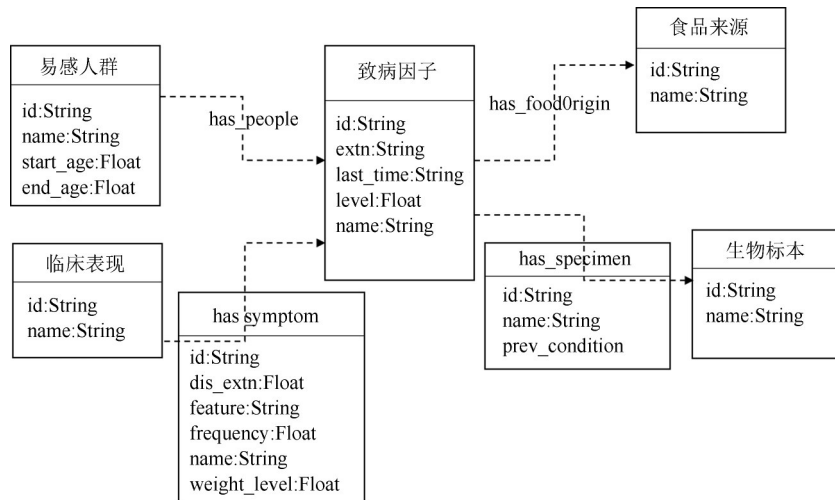 易感人群
id:String
name:String
start_age:Float
end_age:Float
has_people
致病因子
id:String
extn:String
last_time:String
level:Float
name:String
has_food0rigin
食品来源
id:String
name:String
临床表现
id:String
name:String
has symptom
id:String
dis_extn:Float
feature:String
frequency:Float
name:String
weight_level:Float
has_specimen
id:String
name:String
prev_condition
生物标本
id:String
name:String